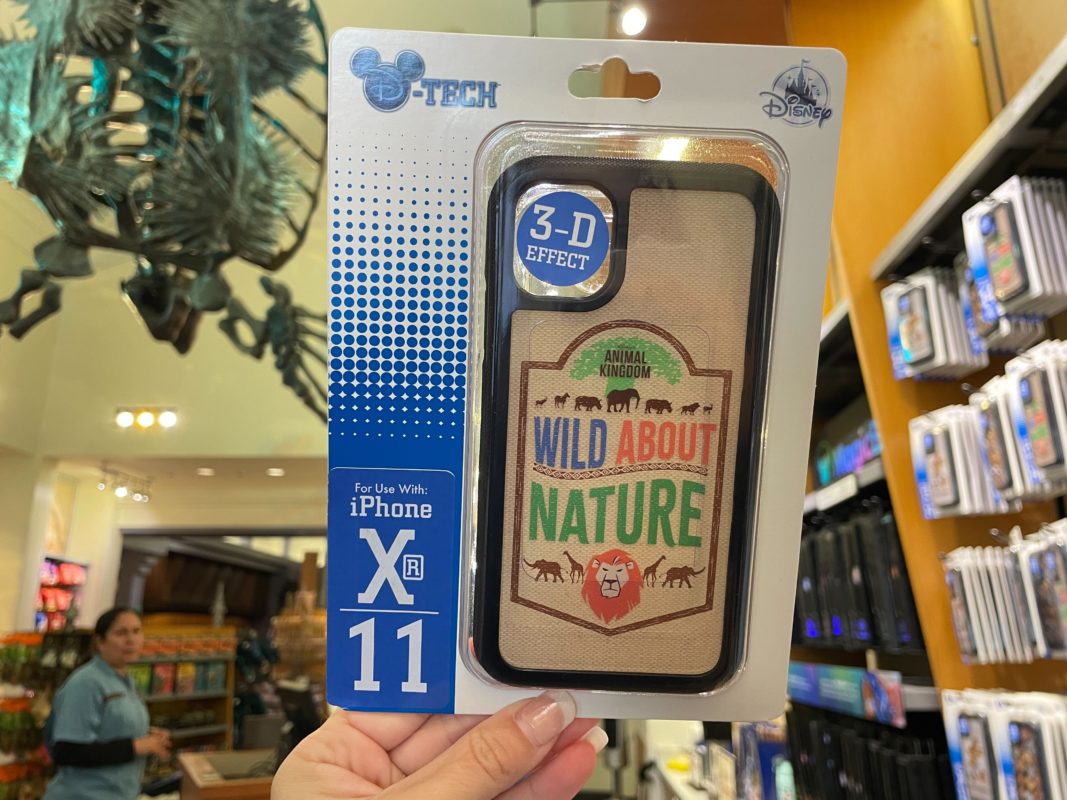 D-TECH
DISNEY
3-D
EFFECT
ANIMAL
KINGDOM
WILD ABOUT
NATURE
For Use With:
iPhone
XR
11